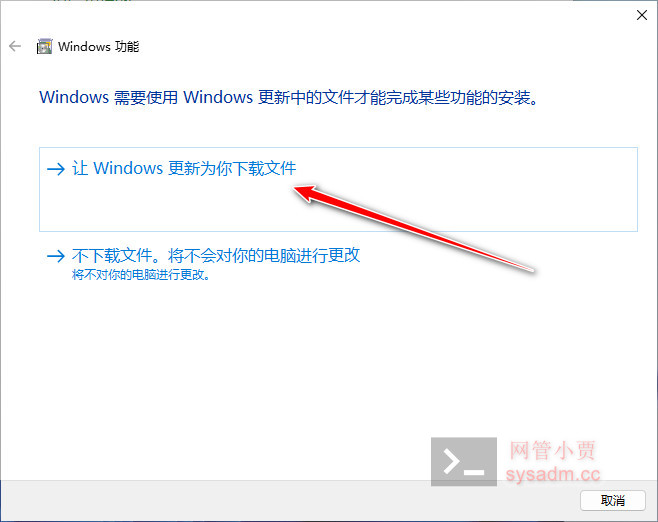 Windows 功能
Windows 需要使用 Windows 更新中的文件才能完成某些功能的安装。
让 Windows 更新为你下载文件
不下载文件。将不会对你的电脑进行更改
将不对你的电脑进行更改。
网管小贾
sysadm.cc
取消